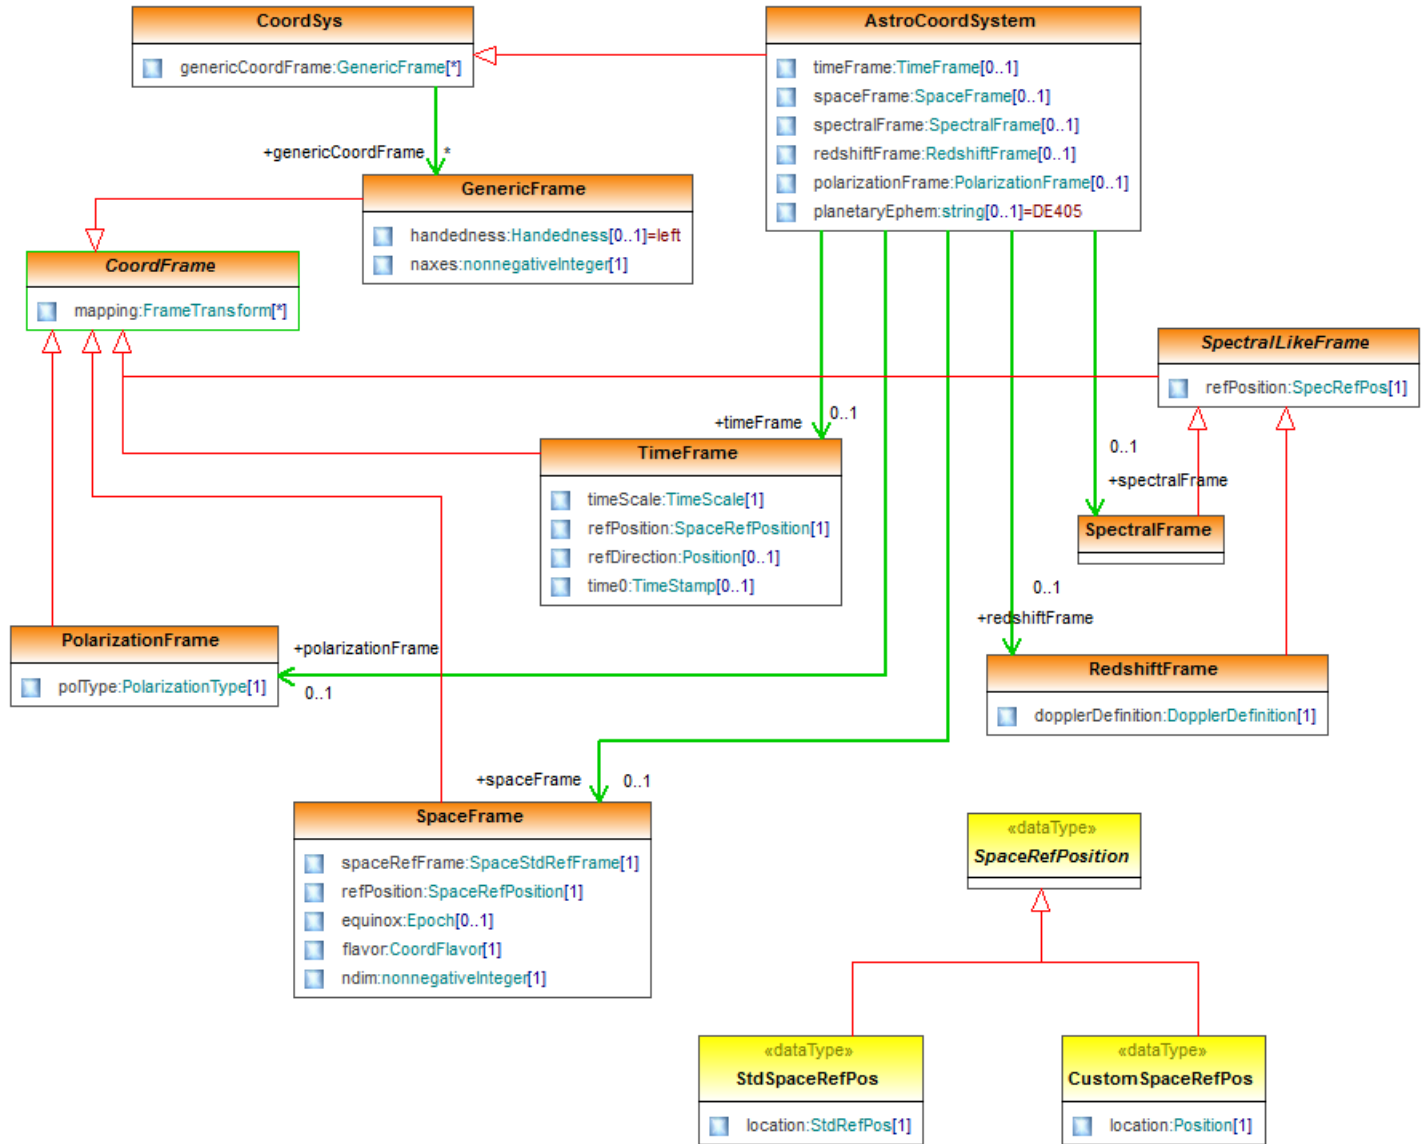 CoordSys
genericCoordFrame:GenericFrame[*]
AstroCoordSystem
timeFrame:TimeFrame[0..1]
spaceFrame:SpaceFrame[0..1]
spectralFrame:SpectralFrame[0..1]
redshiftFrame:RedshiftFrame[0..1]
polarizationFrame:PolarizationFrame[0..1]
planetaryEphem:string[0..1]=DE405
+genericCoordFrame *
GenericFrame
handedness:Handedness[0..1]=left
naxes:nonnegativeInteger[1]
CoordFrame
mapping:FrameTransform[*]
SpectralLikeFrame
refPosition:SpecRefPos[1]
+timeFrame 0..1
TimeFrame
timeScale:TimeScale[1]
refPosition:SpaceRefPosition[1]
refDirection:Position[0..1]
time0:TimeStamp[0..1]
0..1
+spectralFrame
SpectralFrame
0..1
+redshiftFrame
RedshiftFrame
dopplerDefinition:DopplerDefinition[1]
PolarizationFrame
polType:PolarizationType[1]
+polarizationFrame
0..1
+spaceFrame 0..1
SpaceFrame
spaceRefFrame:SpaceStdRefFrame[1]
refPosition:SpaceRefPosition[1]
equinox:Epoch[0..1]
flavor:CoordFlavor[1]
ndim:nonnegativeInteger[1]
«dataType»
SpaceRefPosition
«dataType»
StdSpaceRefPos
location:StdRefPos[1]
«dataType»
CustomSpaceRefPos
location:Position[1]